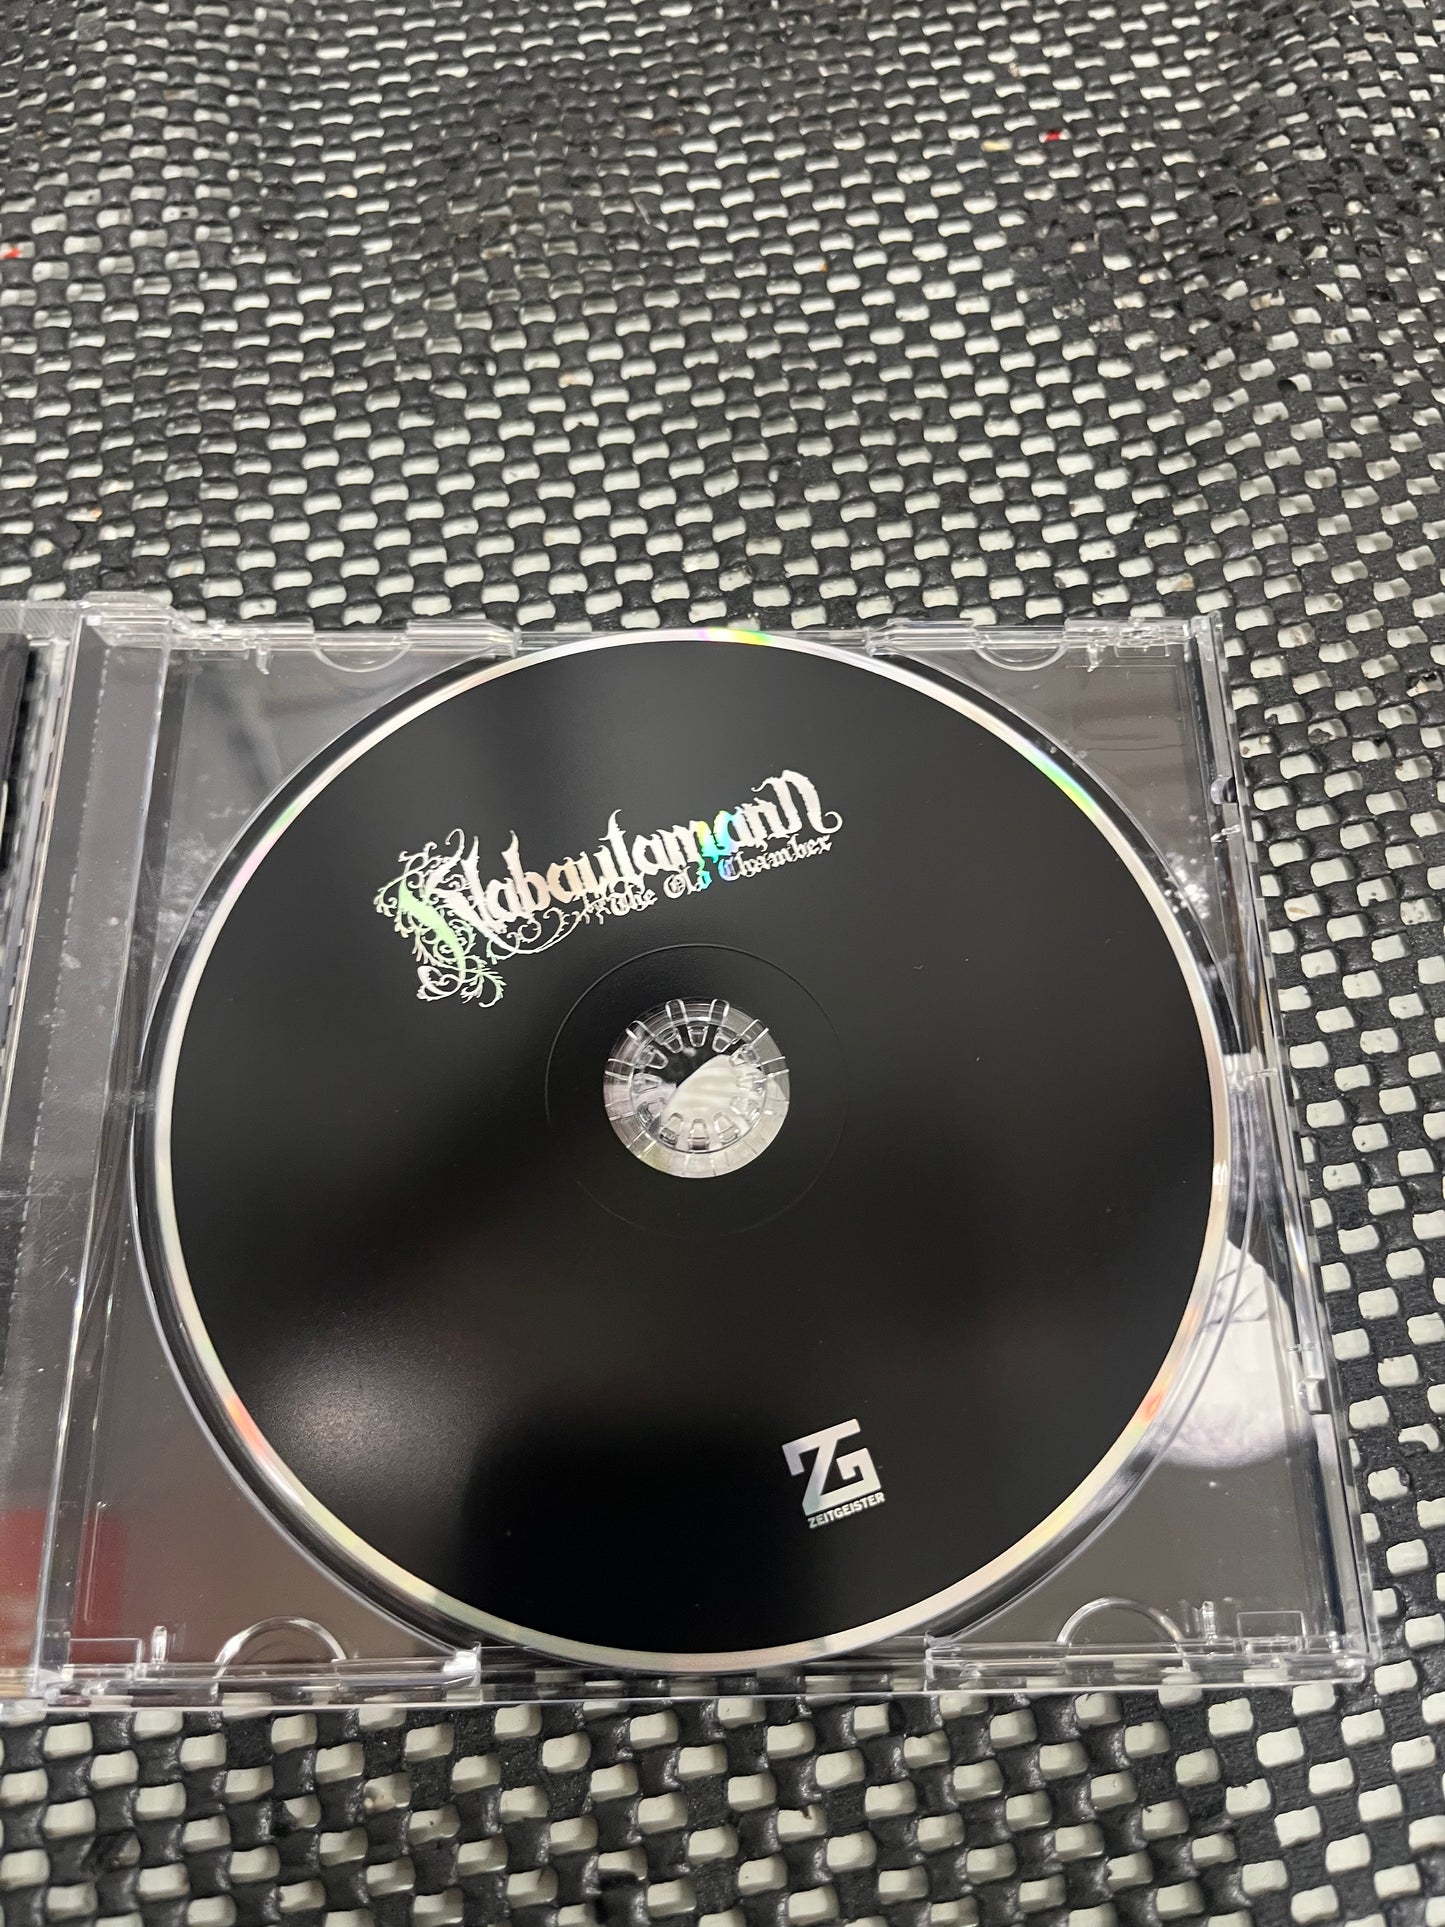 Klabautamann
The Old Chamber
ZG
ZEITGEISTER